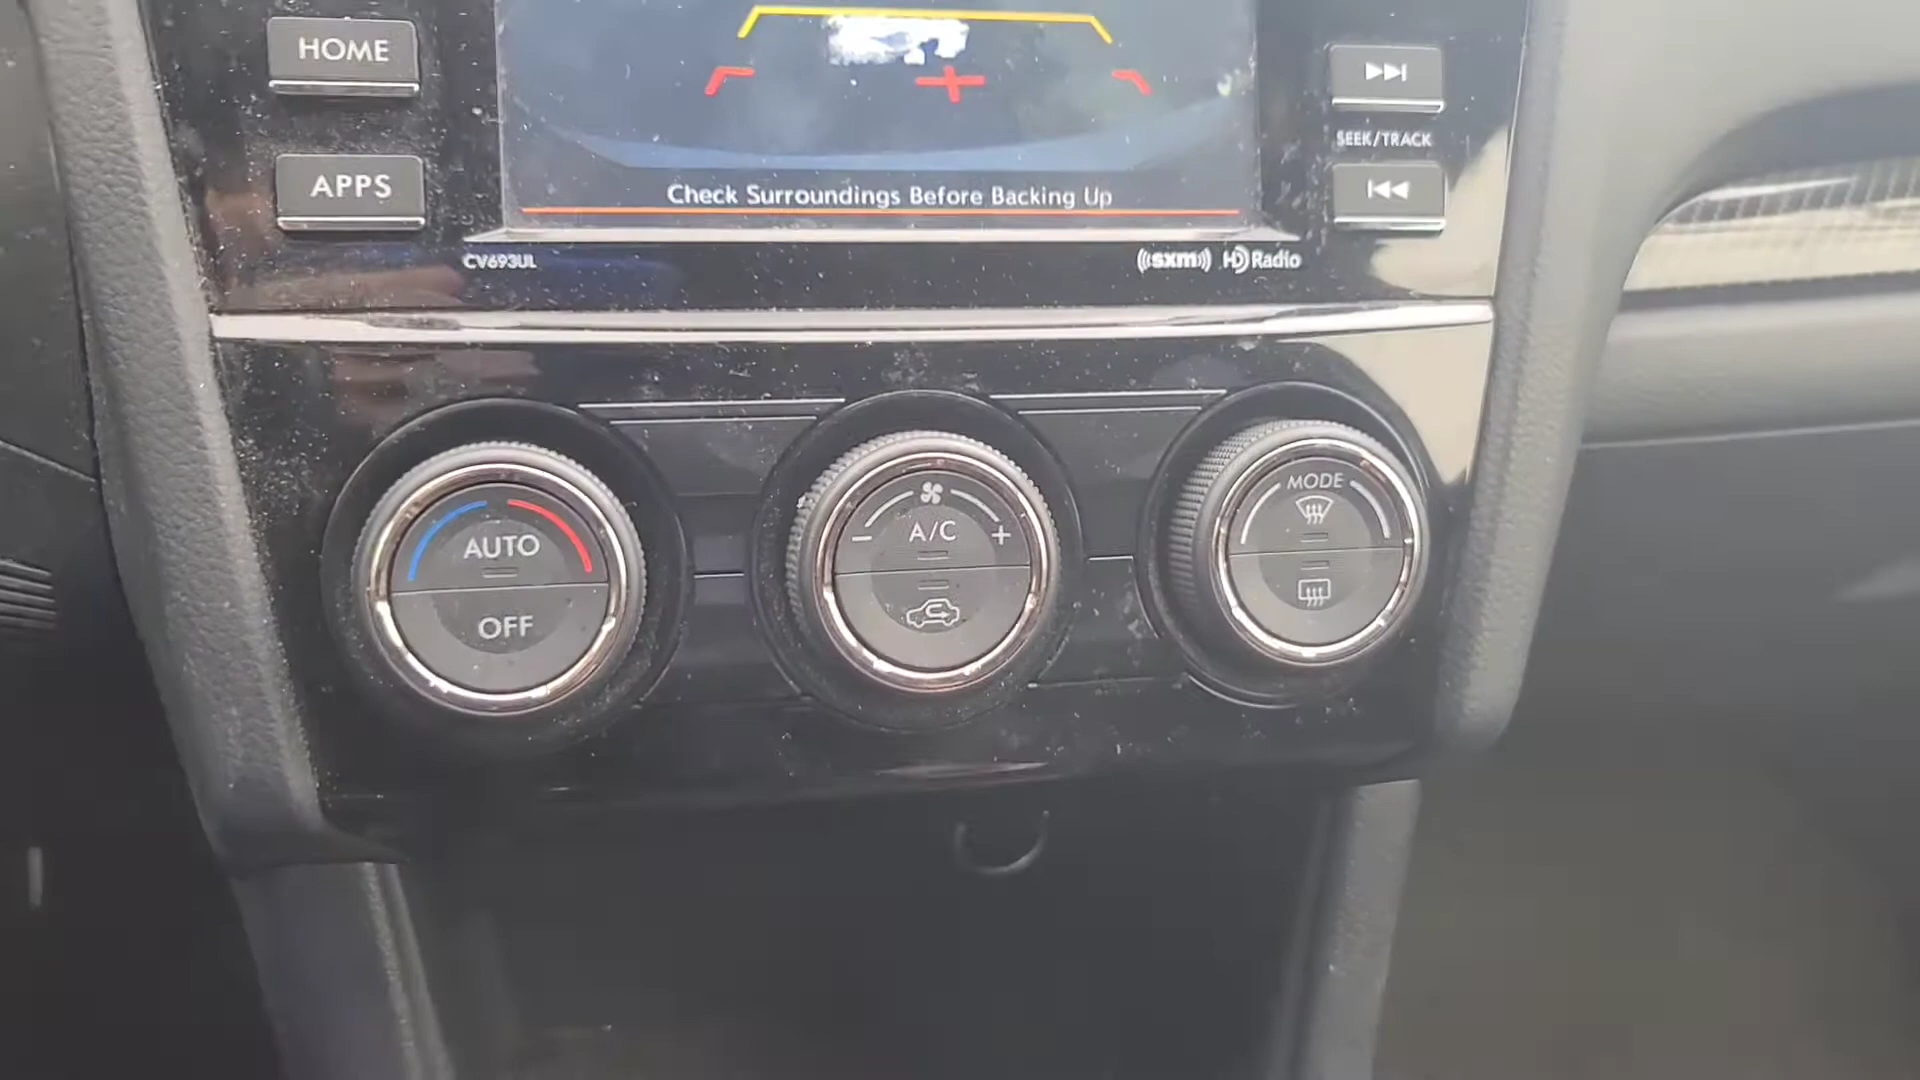 HOME
APPS
SEEK/TRACK
Check Surroundings Before Backing Up
CV693UL
sxm HD Radio
AUTO
OFF
A/C
- +
MODE